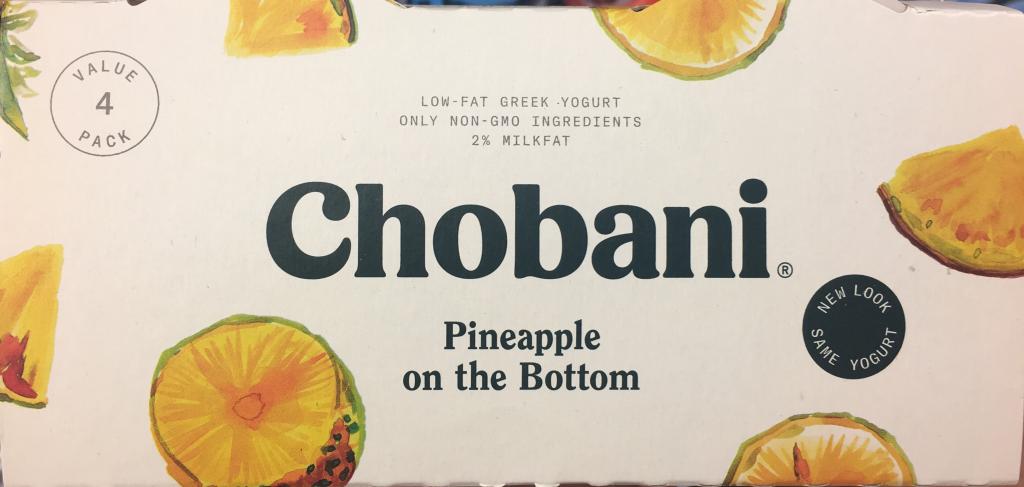 VALUE
4
PACK
LOW-FAT GREEK YOGURT
ONLY NON-GMO INGREDIENTS
2% MILKFAT
Chobani®
Pineapple
on the Bottom
NEW LOOK
SAME YOGURT